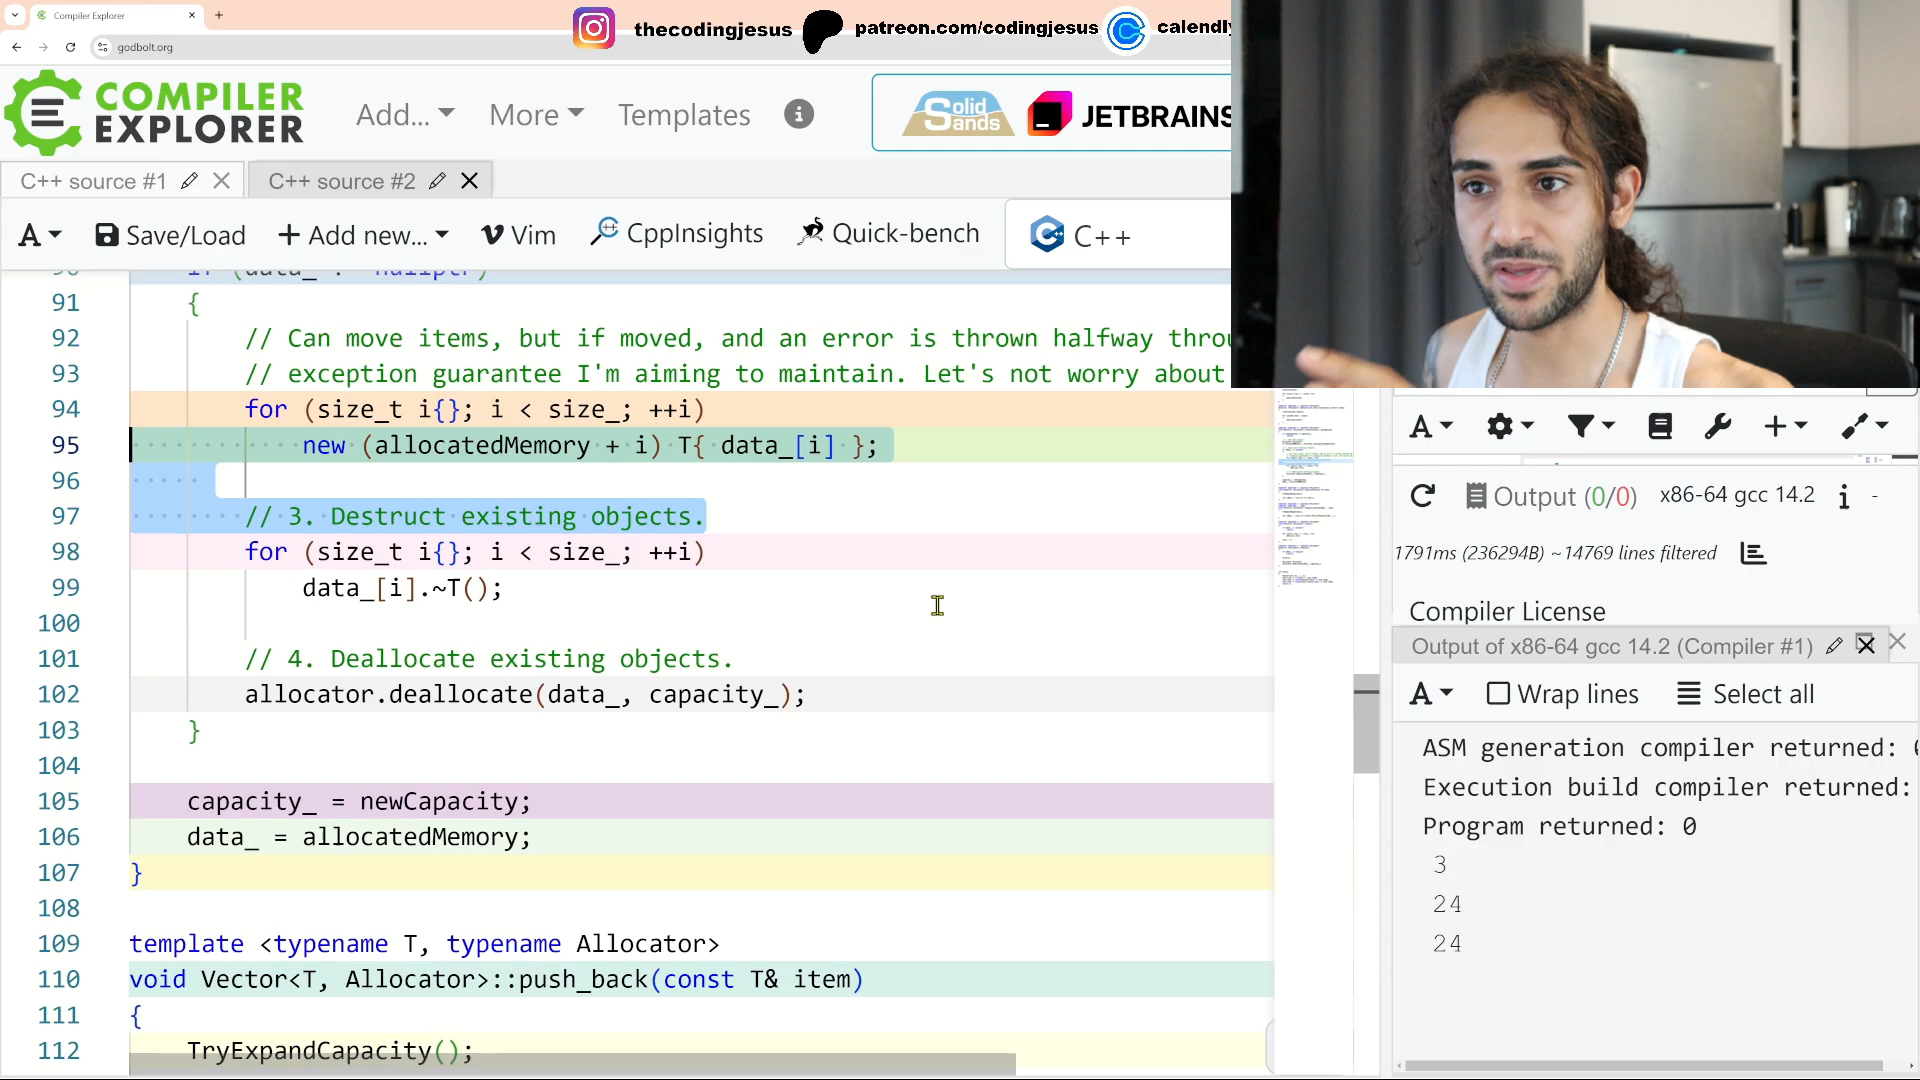 Compiler Explorer
godbolt.org
thecodingjesus
patreon.com/codingjesus
calendly
COMPILER
EXPLORER
Add...
More
Templates
Solid
Sands
JETBRAINS
C++ source #1
C++ source #2
A
Save/Load
+ Add new...
Vim
CppInsights
Quick-bench
C++
91 {
92 // Can move items, but if moved, and an error is thrown halfway
93 // exception guarantee I'm aiming to maintain. Let's not worry about
94 for (size_t i{}; i < size_; ++i)
95 new (allocatedMemory + i) T{ data_[i] };
96
97 // 3. Destruct existing objects.
98 for (size_t i{}; i < size_; ++i)
99 data_[i].~T();
100
101 // 4. Deallocate existing objects.
102 allocator.deallocate(data_, capacity_);
103 }
104
105 capacity_ = newCapacity;
106 data_ = allocatedMemory;
107 }
108
109 template <typename T, typename Allocator>
110 void Vector<T, Allocator>::push_back(const T& item)
111 {
112 TryExpandCapacity();
A
Output (0/0) x86-64 gcc 14.2 i -
1791ms (236294B) ~14769 lines filtered
Compiler License
Output of x86-64 gcc 14.2 (Compiler #1)
A Wrap lines Select all
ASM generation compiler returned:
Execution build compiler returned:
Program returned: 0
3
24
24